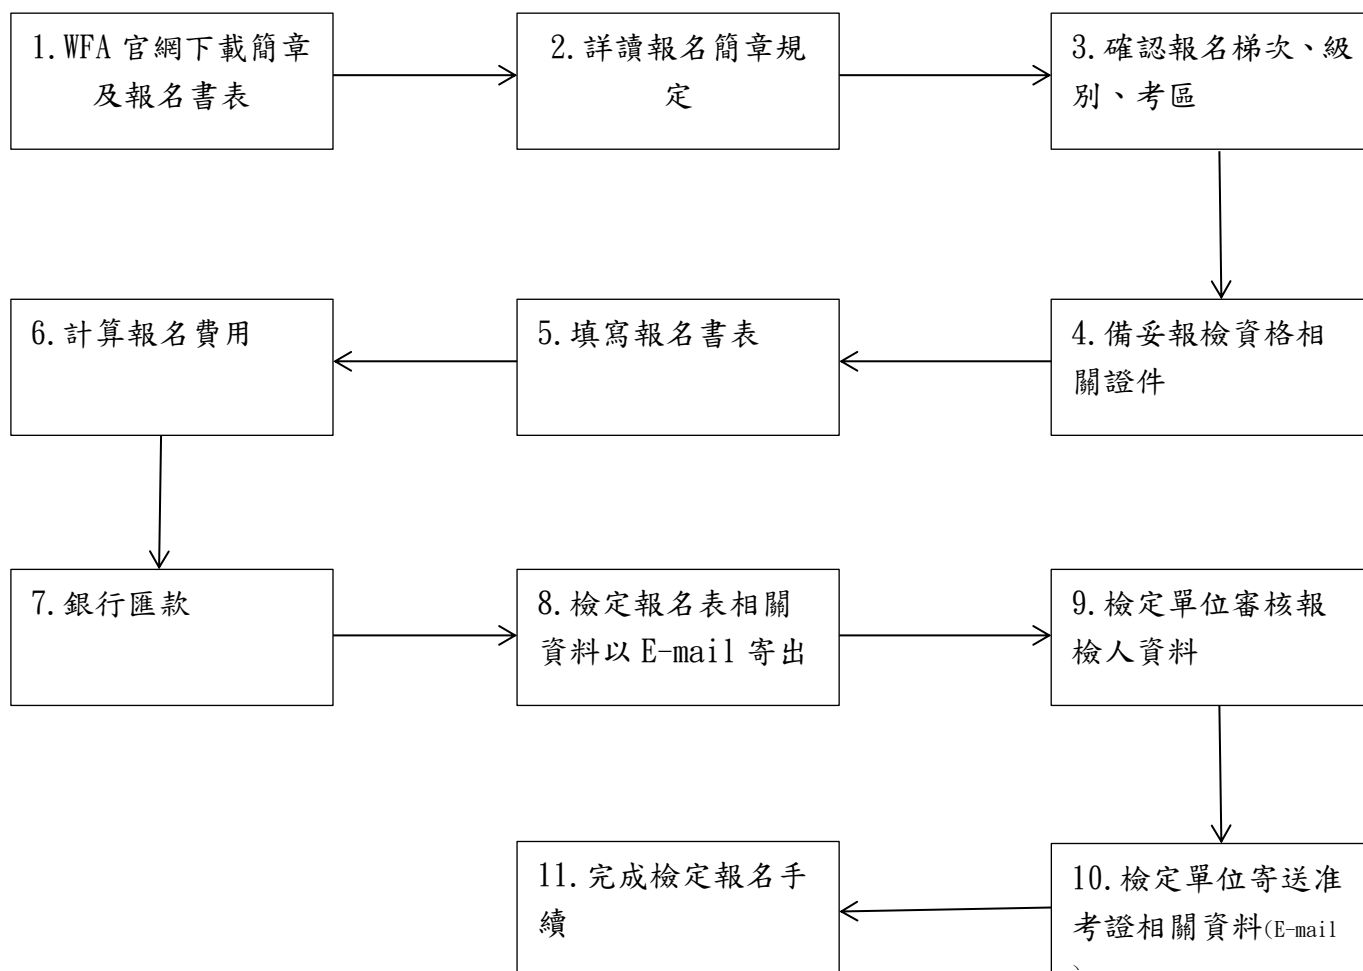 1.WFA 官網下載簡章
及報名書表
2.詳讀報名簡章規
定
3.確認報名梯次、級
別、考區
4.備妥報檢資格相
關證件
5.填寫報名書表
6.計算報名費用
7.銀行匯款
8.檢定報名表相關
資料以 E-mail 寄出
9.檢定單位審核報
檢人資料
10.檢定單位寄送准
考證相關資料(E-mail
)
11.完成檢定報名手
續